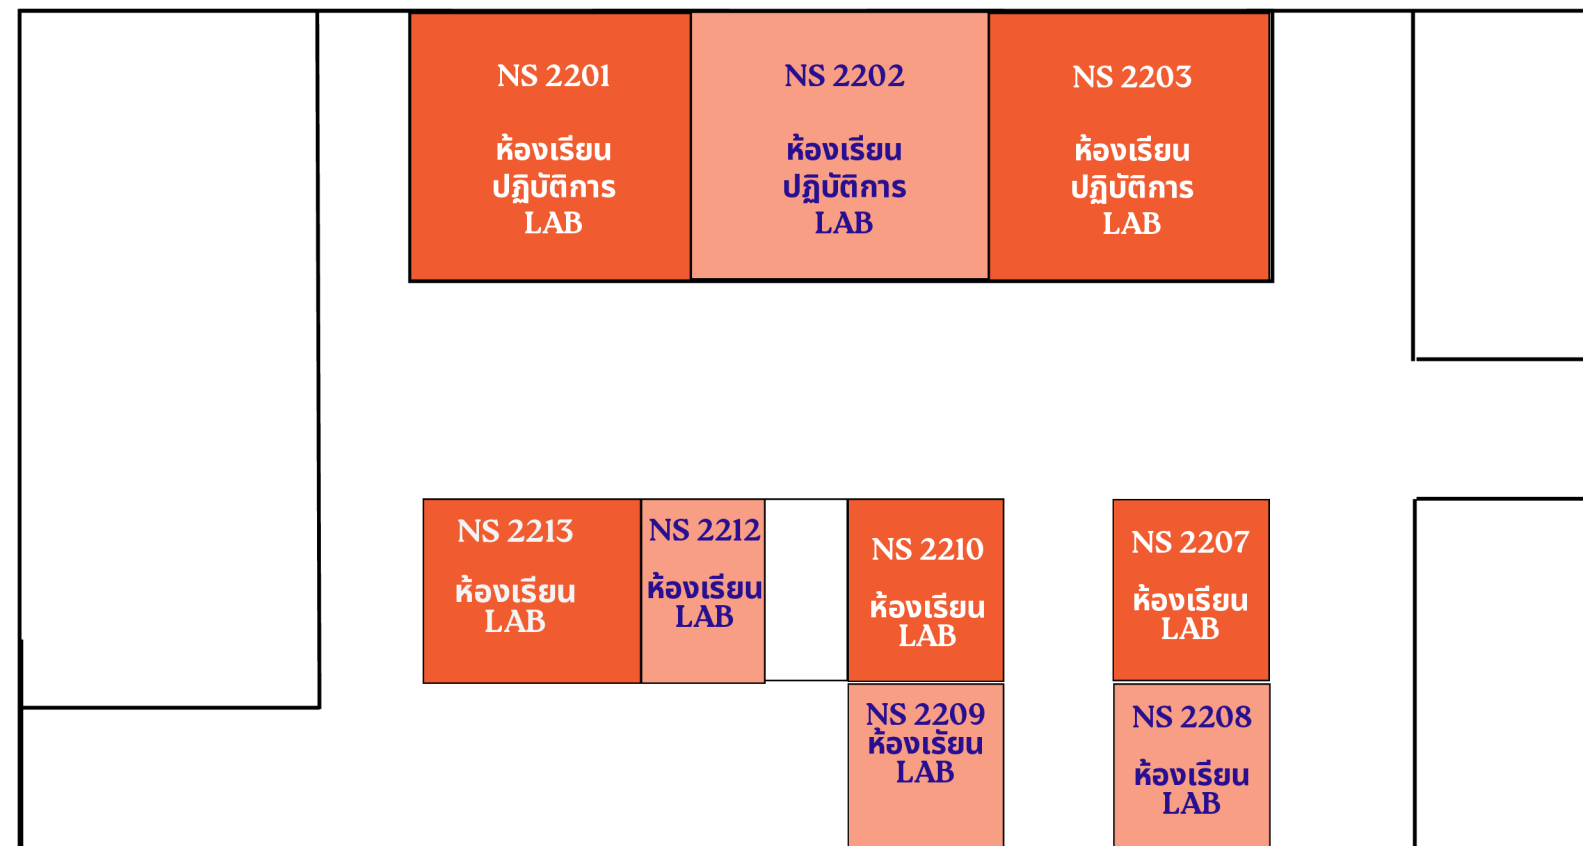 NS 2201
ห้องเรียน
ปฏิบัติการ
LAB
NS 2202
ห้องเรียน
ปฏิบัติการ
LAB
NS 2203
ห้องเรียน
ปฏิบัติการ
LAB
NS 2213
ห้องเรียน
LAB
NS 2212
ห้องเรียน
LAB
NS 2210
ห้องเรียน
LAB
NS 2207
ห้องเรียน
LAB
NS 2209
ห้องเรัยน
LAB
NS 2208
ห้องเรียน
LAB